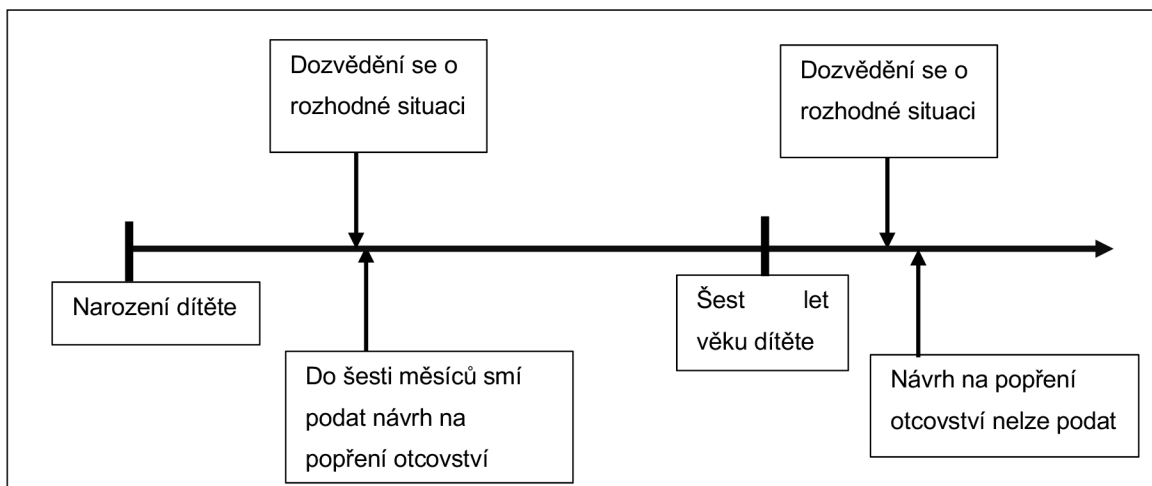 Dozvědění se o
rozhodné situaci
Dozvědění se o
rozhodné situaci
Narození dítěte
Šest let
věku dítěte
Do šesti měsíců smí
podat návrh na
popření otcovství
Návrh na popření
otcovství nelze podat